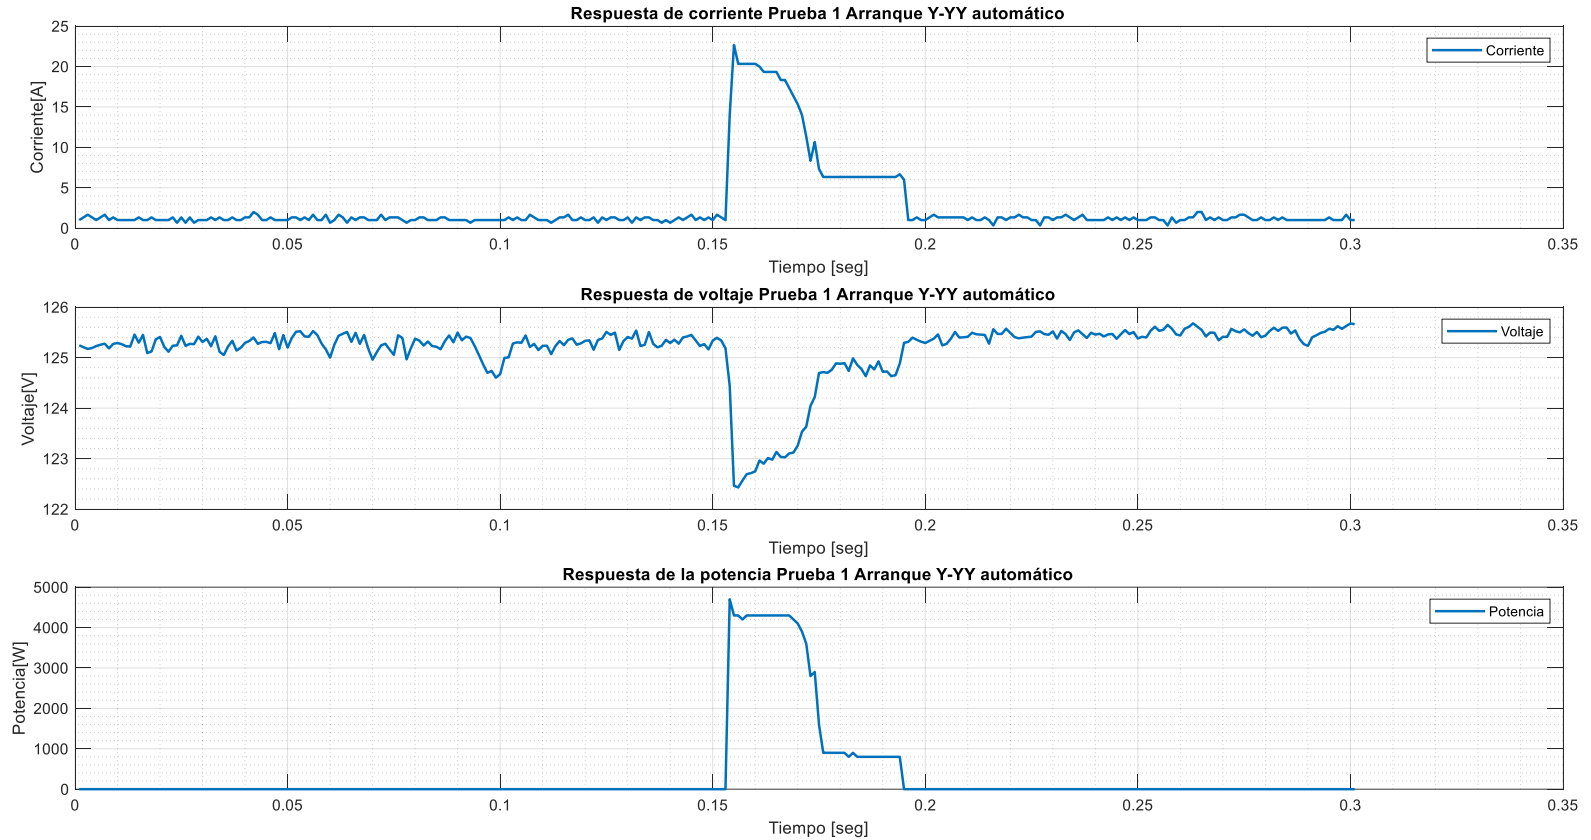 Respuesta de corriente Prueba 1 Arranque Y-YY automático
25
20
15
10
5
0
Corriente[A]
Corriente
0 0.05 0.1 0.15 0.2 0.25 0.3 0.35
Tiempo [seg]
Respuesta de voltaje Prueba 1 Arranque Y-YY automático
126
125
124
123
122
Voltaje[V]
Voltaje
0 0.05 0.1 0.15 0.2 0.25 0.3 0.35
Tiempo [seg]
Respuesta de la potencia Prueba 1 Arranque Y-YY automático
5000
4000
3000
2000
1000
0
Potencia[W]
Potencia
0 0.05 0.1 0.15 0.2 0.25 0.3 0.35
Tiempo [seg]